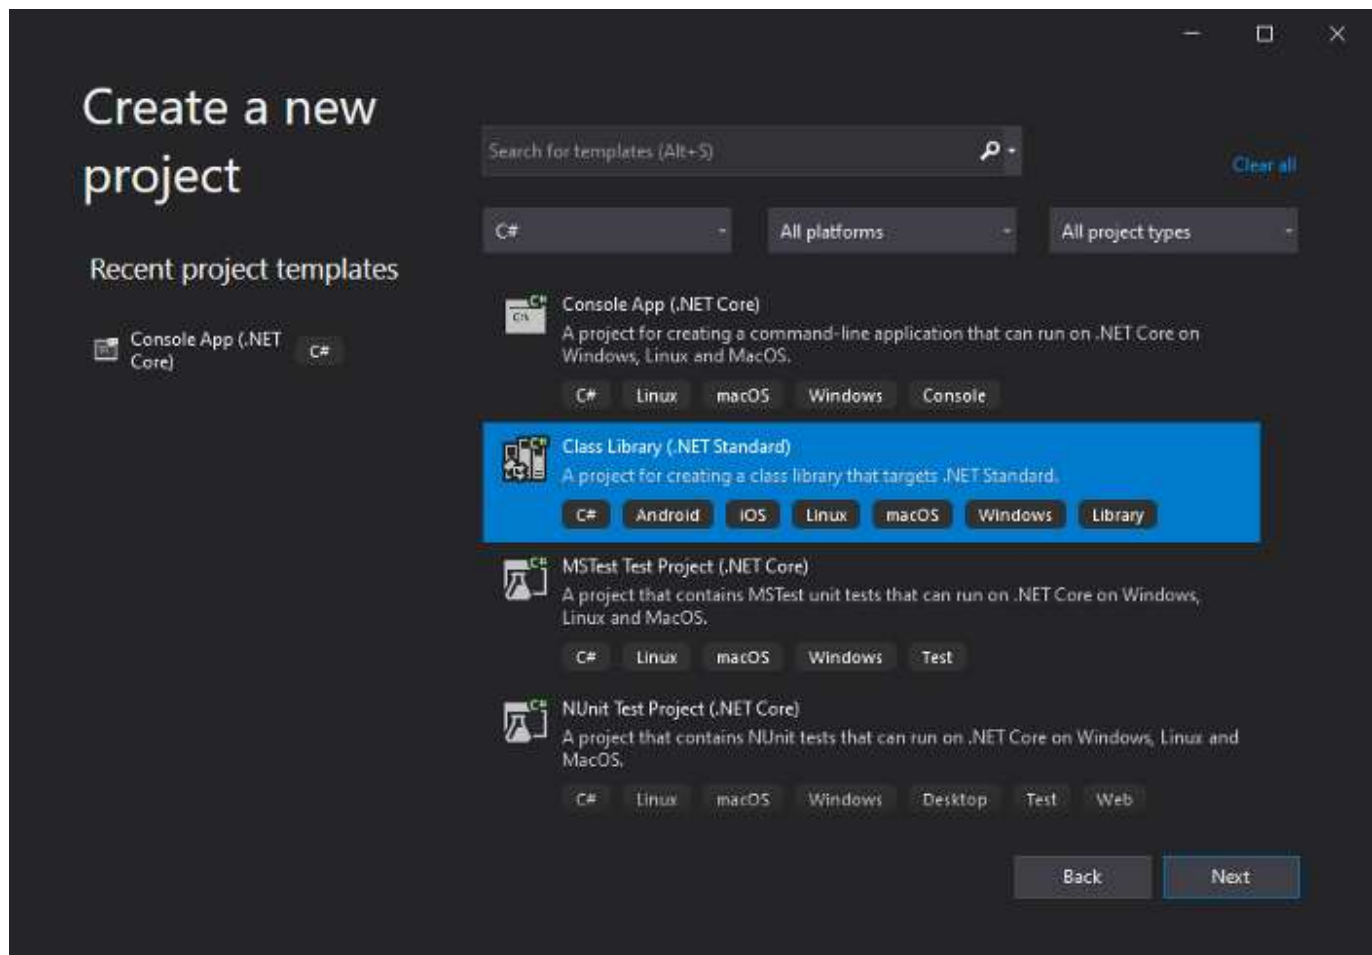 Create a new
project
Search for templates (Alt+S)
Clear all
C#
All platforms
All project types
Recent project templates
Console App (.NET
Core)
C#
Console App (.NET Core)
A project for creating a command-line application that can run on .NET Core on
Windows, Linux and MacOS.
C# Linux macOS Windows Console
Class Library (.NET Standard)
A project for creating a class library that targets .NET Standard.
C# Android iOS Linux macOS Windows Library
MSTest Test Project (.NET Core)
A project that contains MSTest unit tests that can run on .NET Core on Windows,
Linux and MacOS.
C# Linux macOS Windows Test
NUnit Test Project (.NET Core)
A project that contains NUnit tests that can run on .NET Core on Windows, Linux and
MacOS.
C# Linux macOS Windows Desktop Test Web
Back
Next